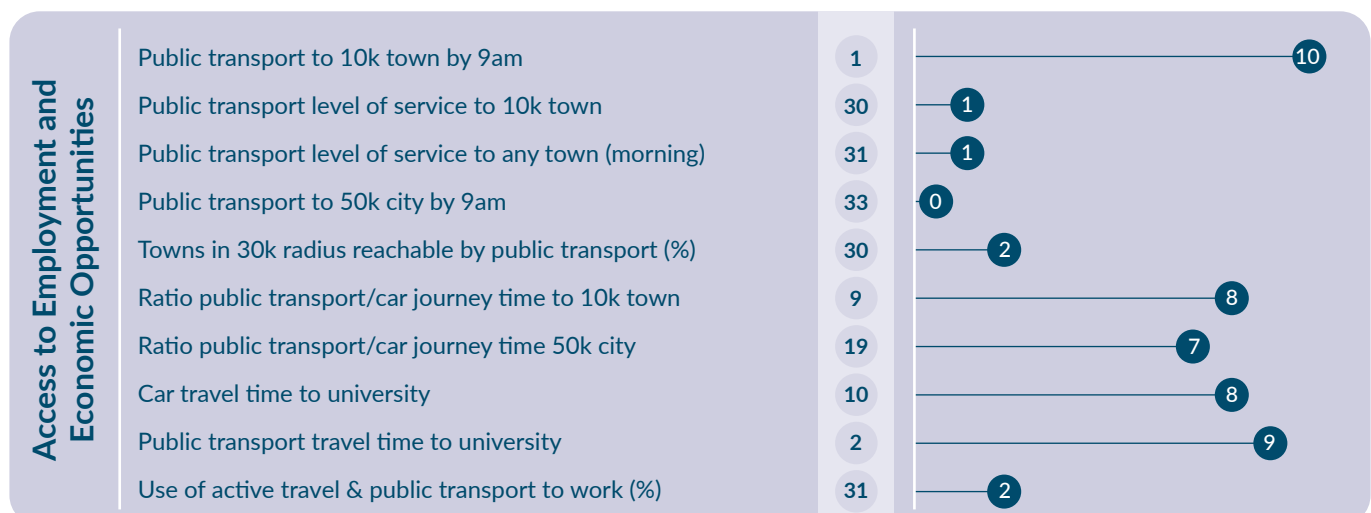 Access to Employment and
Economic Opportunities
Public transport to 10k town by 9am 1 10
Public transport level of service to 10k town 30 1
Public transport level of service to any town (morning) 31 1
Public transport to 50k city by 9am 33 0
Towns in 30k radius reachable by public transport (%) 30 2
Ratio public transport/car journey time to 10k town 9 8
Ratio public transport/car journey time 50k city 19 7
Car travel time to university 10 8
Public transport travel time to university 2 9
Use of active travel & public transport to work (%) 31 2